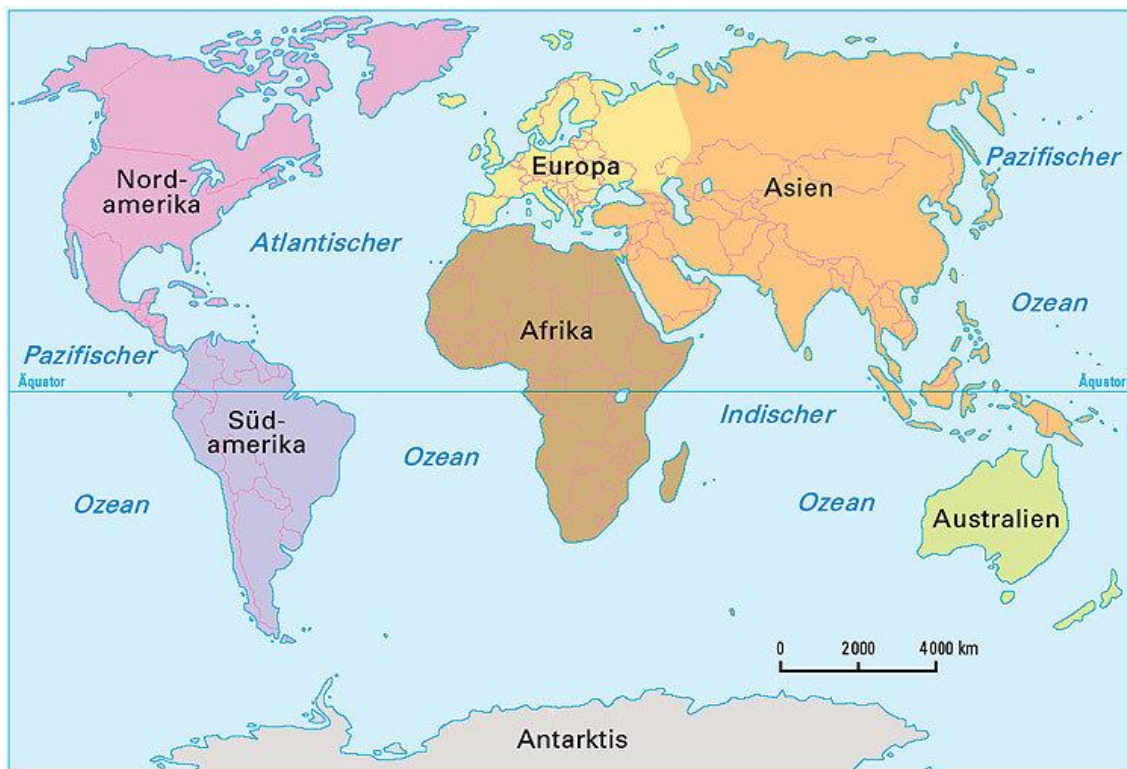 Nord-
amerika
Atlantischer
Europa
Asien
Pazifischer
Afrika
Ozean
Pazifischer
Äquator
Äquator
Süd-
amerika
Ozean
Indischer
Ozean
Ozean
Australien
0 2000 4000 km
Antarktis